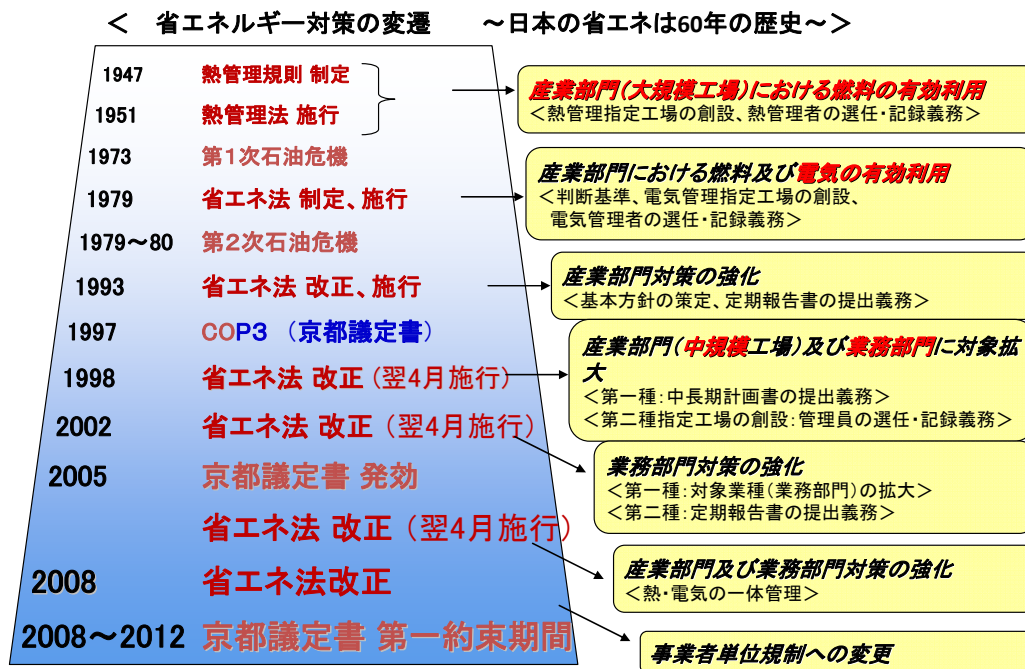 ＜　省エネルギー対策の変遷　　～日本の省エネは60年の歴史～＞
1947　熱管理規則 制定
1951　熱管理法 施行
産業部門（大規模工場）における燃料の有効利用
＜熱管理指定工場の創設、熱管理者の選任・記録義務＞
1973　第1次石油危機
1979　省エネ法 制定、施行
産業部門における燃料及び電気の有効利用
＜判断基準、電気管理指定工場の創設、
電気管理者の選任・記録義務＞
1979～80　第2次石油危機
1993　省エネ法 改正、施行
産業部門対策の強化
＜基本方針の策定、定期報告書の提出義務＞
1997　COP3　（京都議定書）
1998　省エネ法 改正（翌4月施行）
産業部門（中規模工場）及び業務部門に対象拡
大
＜第一種：中長期計画書の提出義務＞
＜第二種指定工場の創設：管理員の選任・記録義務＞
2002　省エネ法 改正（翌4月施行）
業務部門対策の強化
＜第一種：対象業種（業務部門）の拡大＞
＜第二種：定期報告書の提出義務＞
2005　京都議定書 発効
省エネ法 改正（翌4月施行）
産業部門及び業務部門対策の強化
＜熱・電気の一体管理＞
2008　省エネ法改正
事業者単位規制への変更
2008～2012　京都議定書 第一約束期間